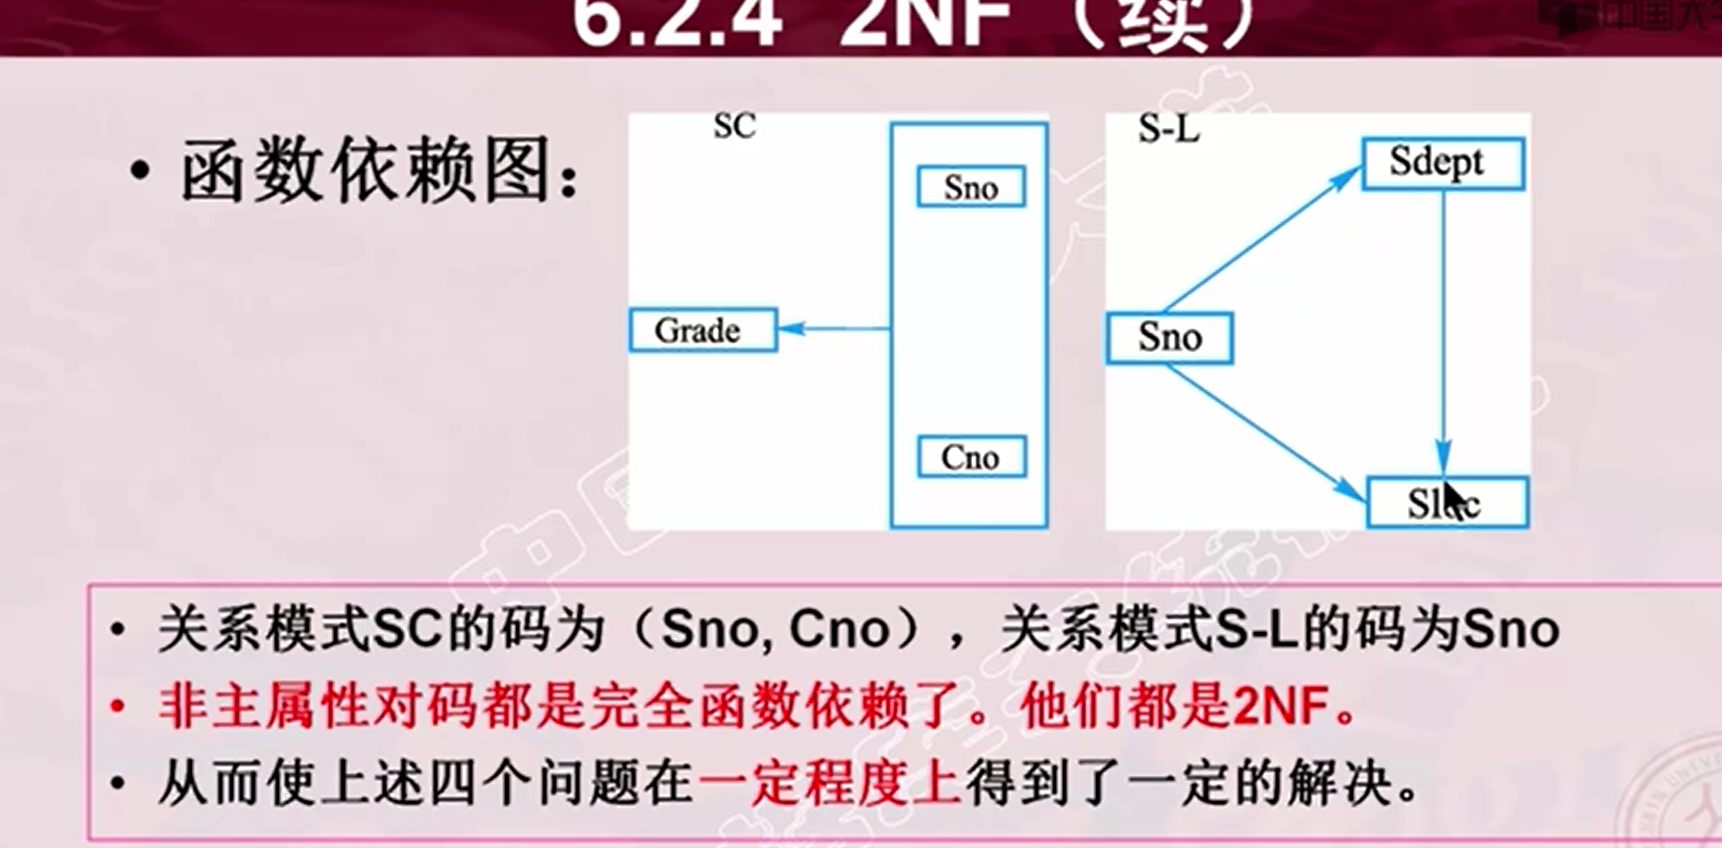 6.2.4 2NF（续）
• 函数依赖图：
SC
Sno
Grade
Cno
S-L
Sdept
Sno
• 关系模式SC的码为（Sno, Cno），关系模式S-L的码为Sno
• 非主属性对码都是完全函数依赖了。他们都是2NF。
• 从而使上述四个问题在一定程度上得到了一定的解决。